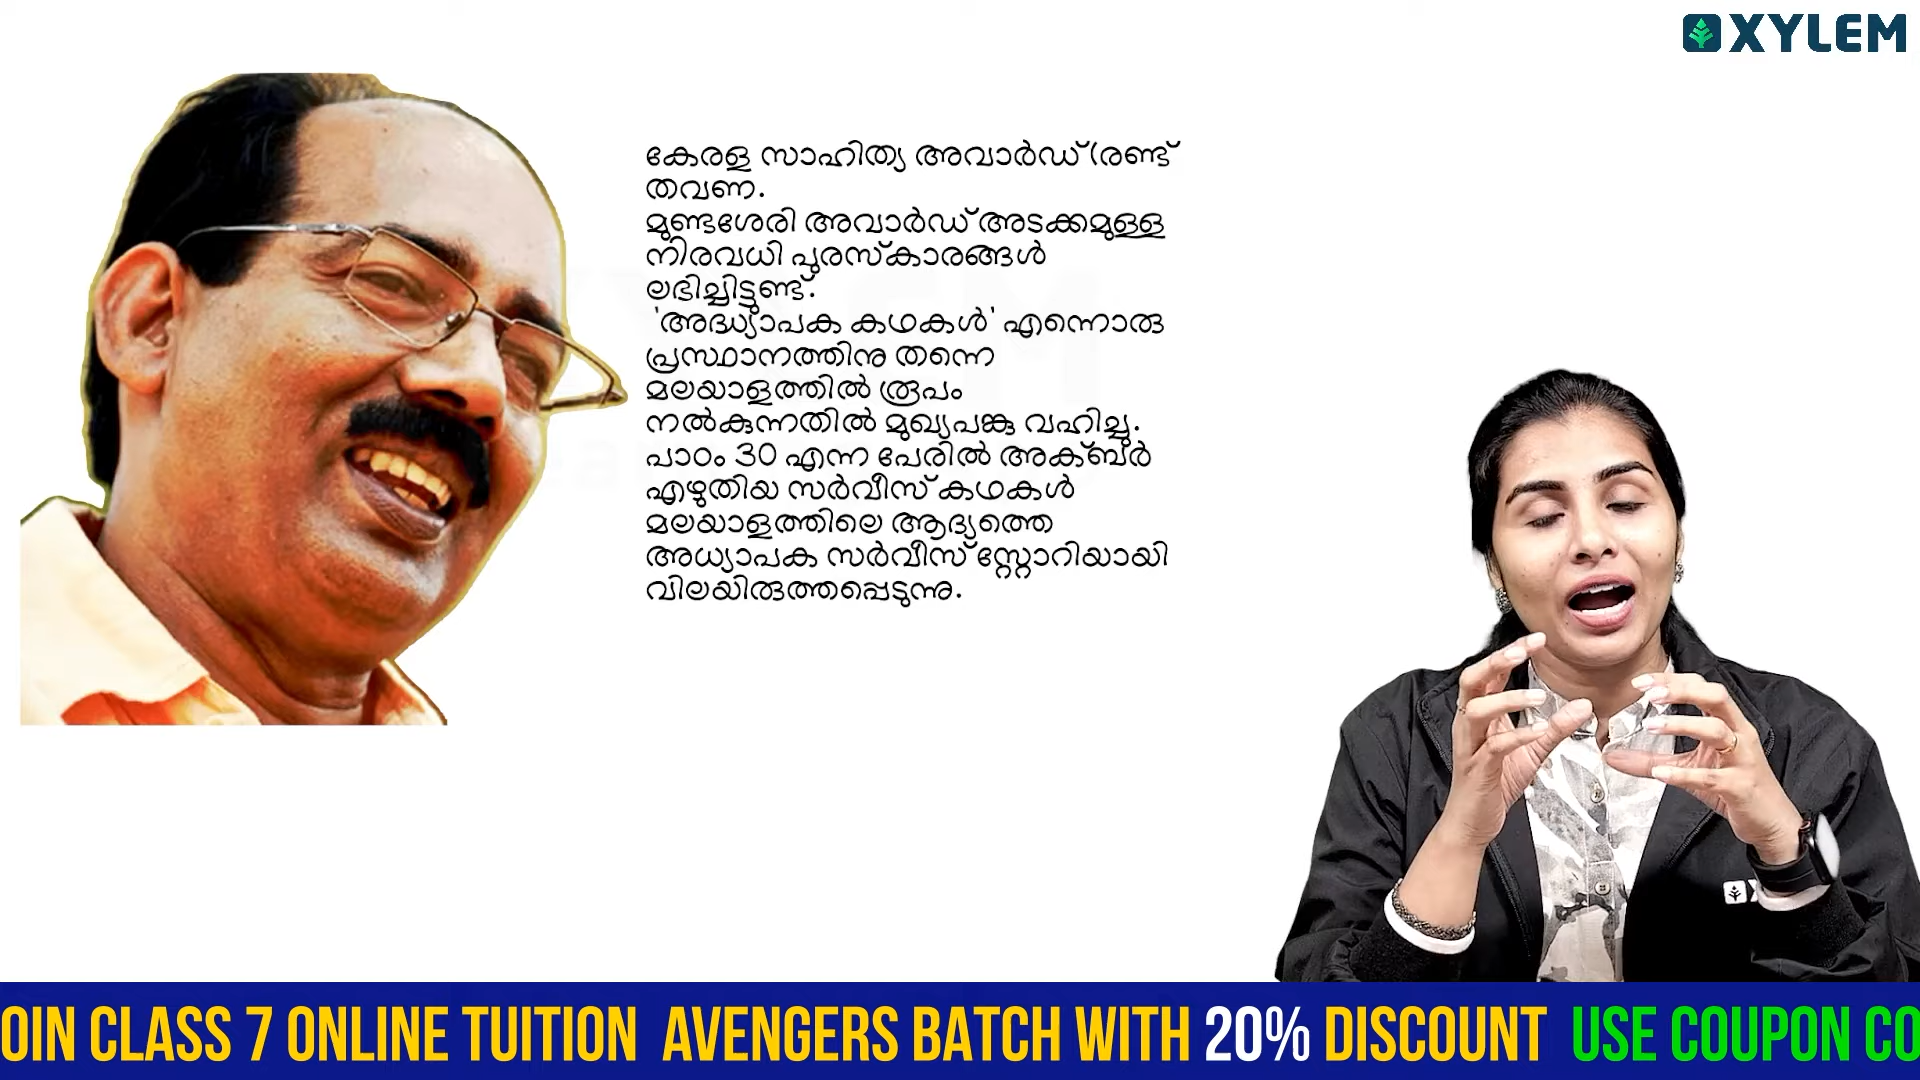 XYLEM
കേരള സാഹിത്യ അവാർഡ് (രണ്ട്
തവണ.
മുണ്ടശേരി അവാർഡ് അടക്കമുള്ള
നിരവധി പുരസ്കാരങ്ങൾ
ലഭിച്ചിട്ടുണ്ട്.
'അദ്ധ്യാപക കഥകൾ' എന്നൊരു
പ്രസ്ഥാനത്തിനു തന്നെ
മലയാളത്തിൽ രൂപം
നൽകുന്നതിൽ മുഖ്യപങ്കു വഹിച്ചു.
പാഠം 30 എന്ന പേരിൽ അക്ബർ
എഴുതിയ സർവീസ് കഥകൾ
മലയാളത്തിലെ ആദ്യത്തെ
അധ്യാപക സർവീസ് സ്റ്റോറിയായി
വിലയിരുത്തപ്പെടുന്നു.
OIN CLASS 7 ONLINE TUITION AVENGERS BATCH WITH 20% DISCOUNT USE COUPON CO